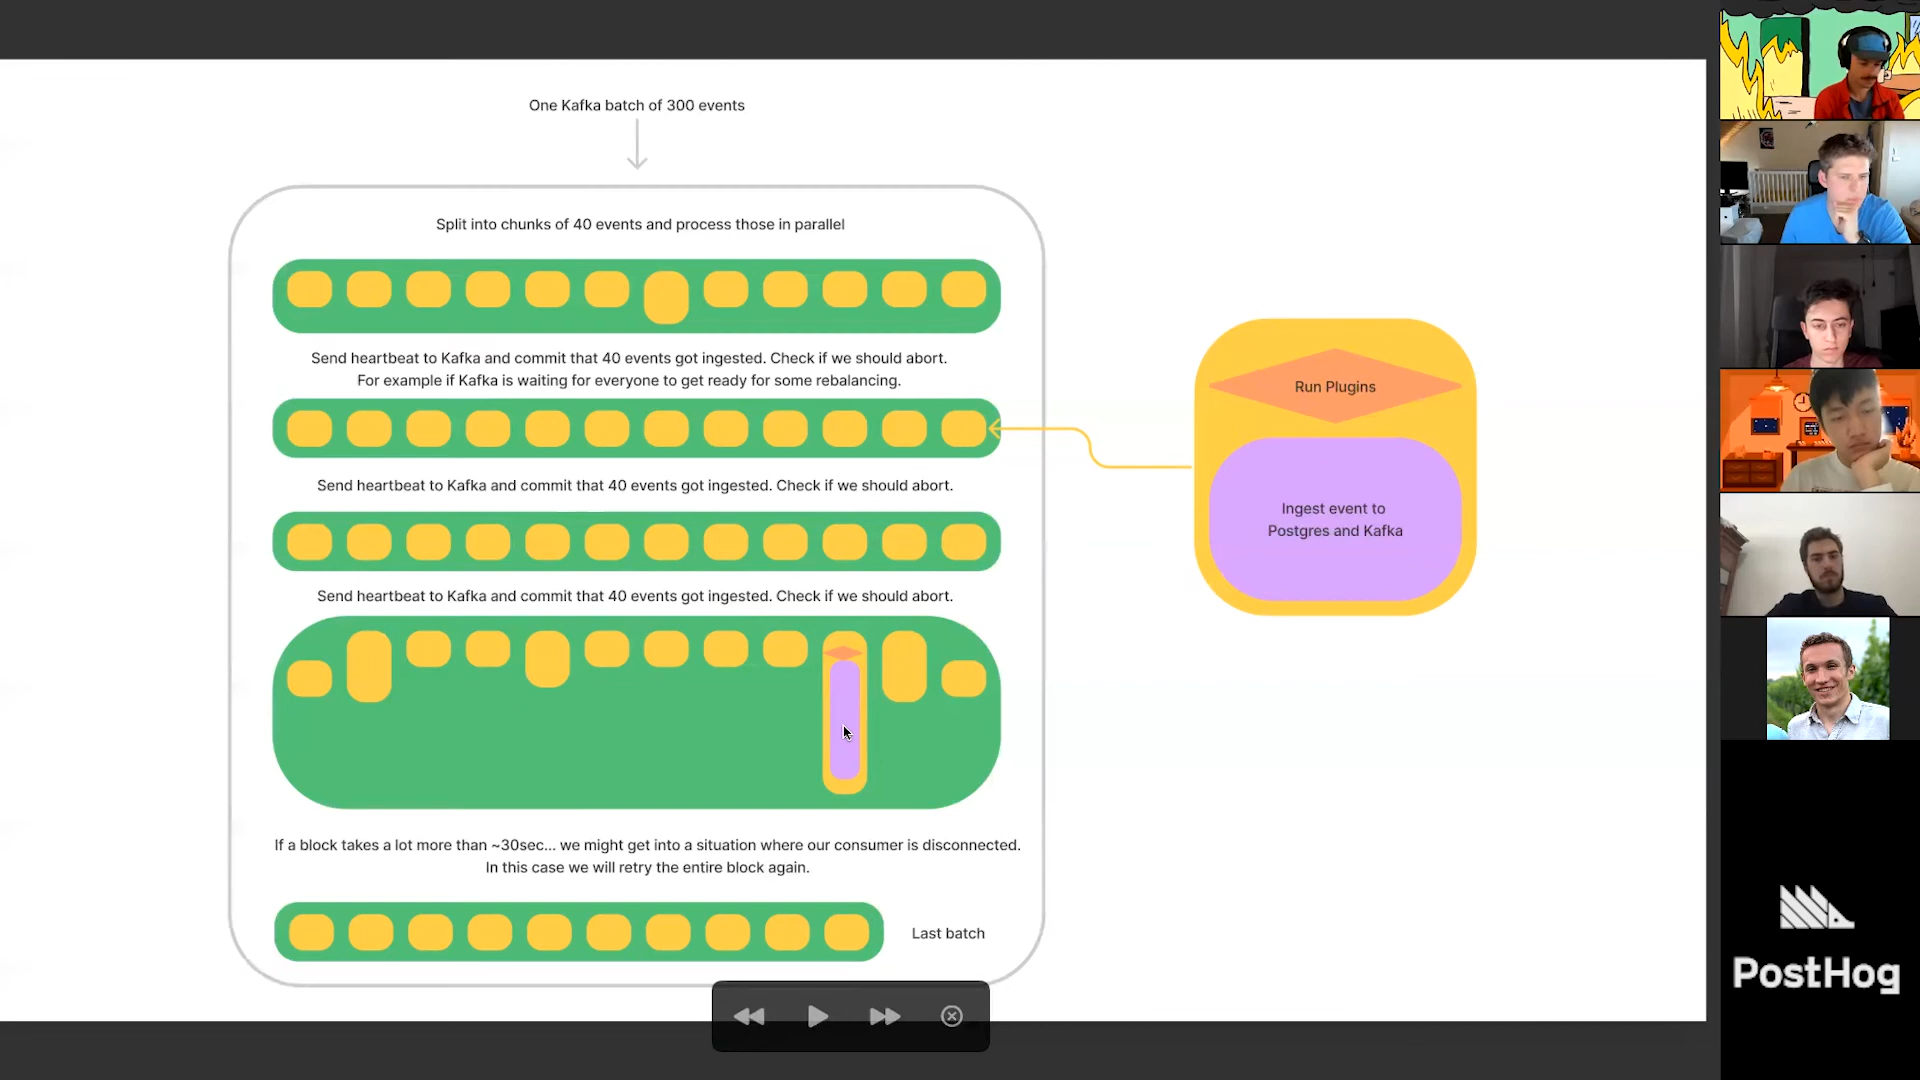 One Kafka batch of 300 events
Split into chunks of 40 events and process those in parallel
Send heartbeat to Kafka and commit that 40 events got ingested. Check if we should abort.
For example if Kafka is waiting for everyone to get ready for some rebalancing.
Send heartbeat to Kafka and commit that 40 events got ingested. Check if we should abort.
Send heartbeat to Kafka and commit that 40 events got ingested. Check if we should abort.
If a block takes a lot more than ~30sec... we might get into a situation where our consumer is disconnected.
In this case we will retry the entire block again.
Last batch
Run Plugins
Ingest event to
Postgres and Kafka
PostHog